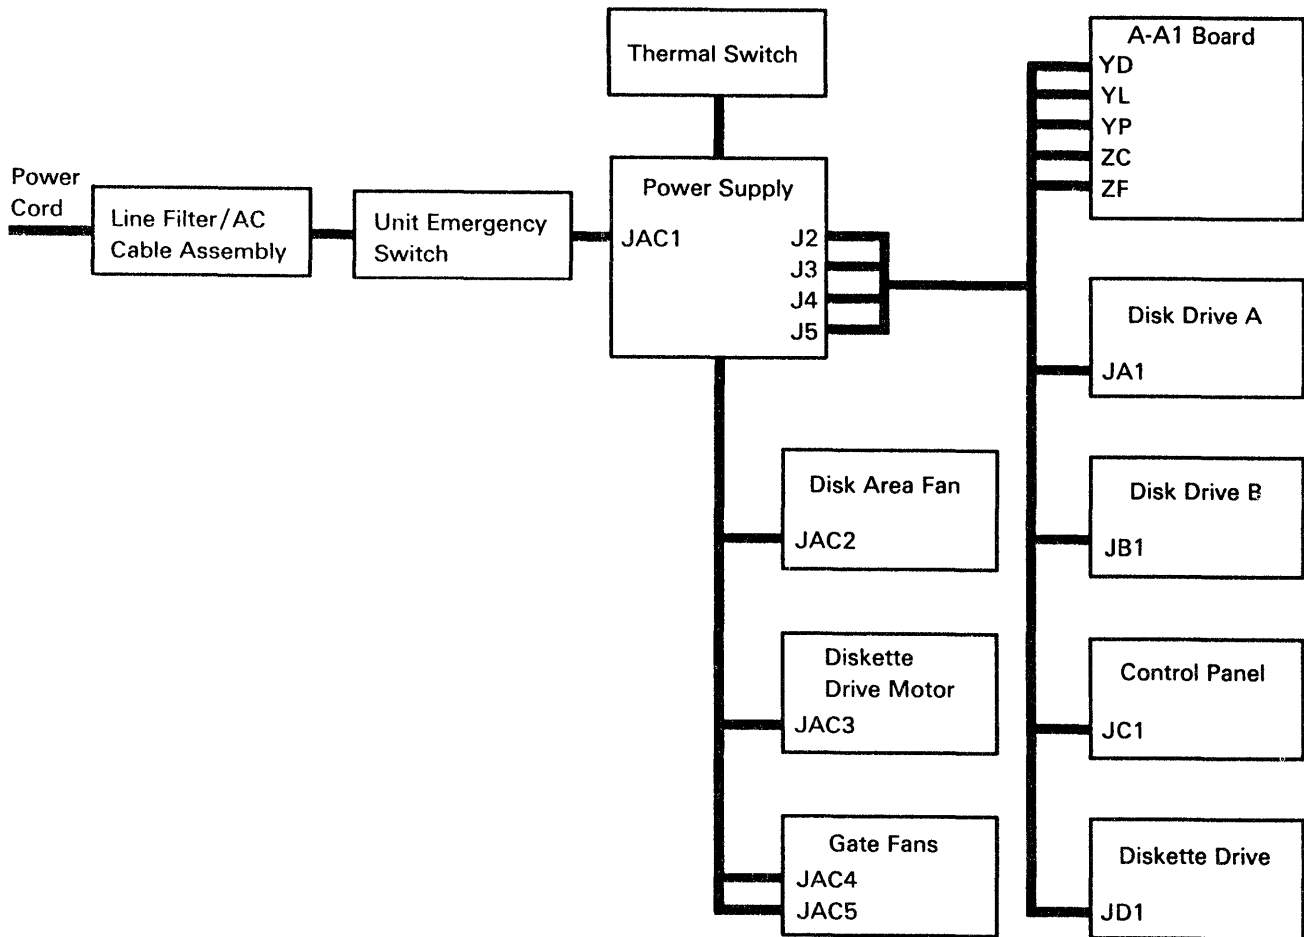 Thermal Switch
A-A1 Board
YD
YL
YP
ZC
ZF
Power
Cord
Line Filter/AC
Cable Assembly
Unit Emergency
Switch
Power Supply
JAC1
J2
J3
J4
J5
Disk Drive A
JA1
Disk Area Fan
JAC2
Disk Drive B
JB1
Diskette
Drive Motor
JAC3
Control Panel
JC1
Gate Fans
JAC4
JAC5
Diskette Drive
JD1